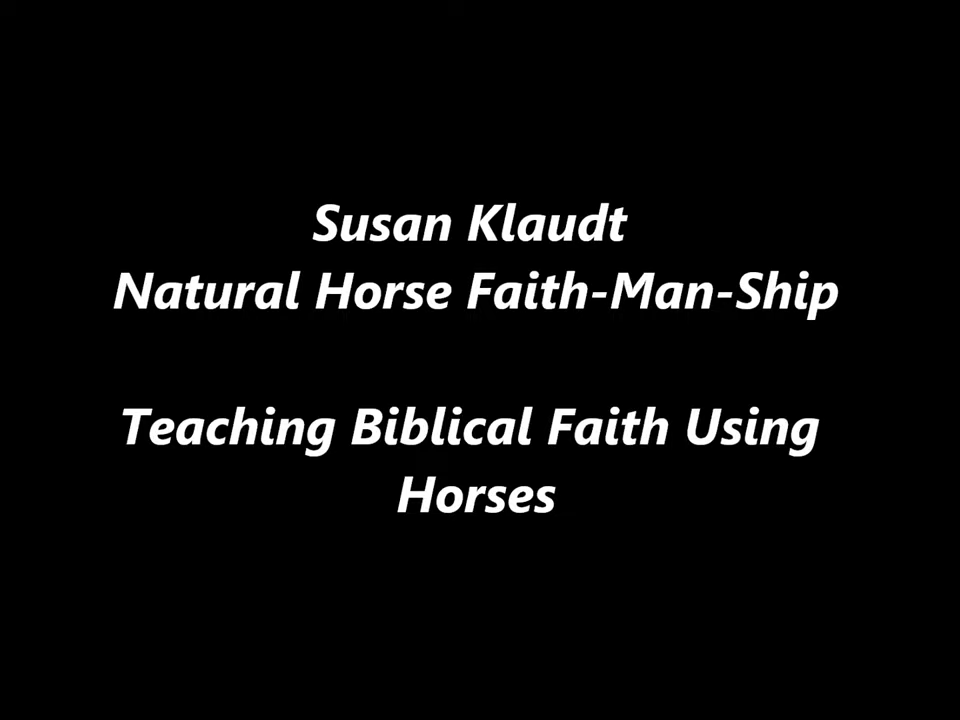 Susan Klaudt
Natural Horse Faith-Man-Ship
Teaching Biblical Faith Using
Horses